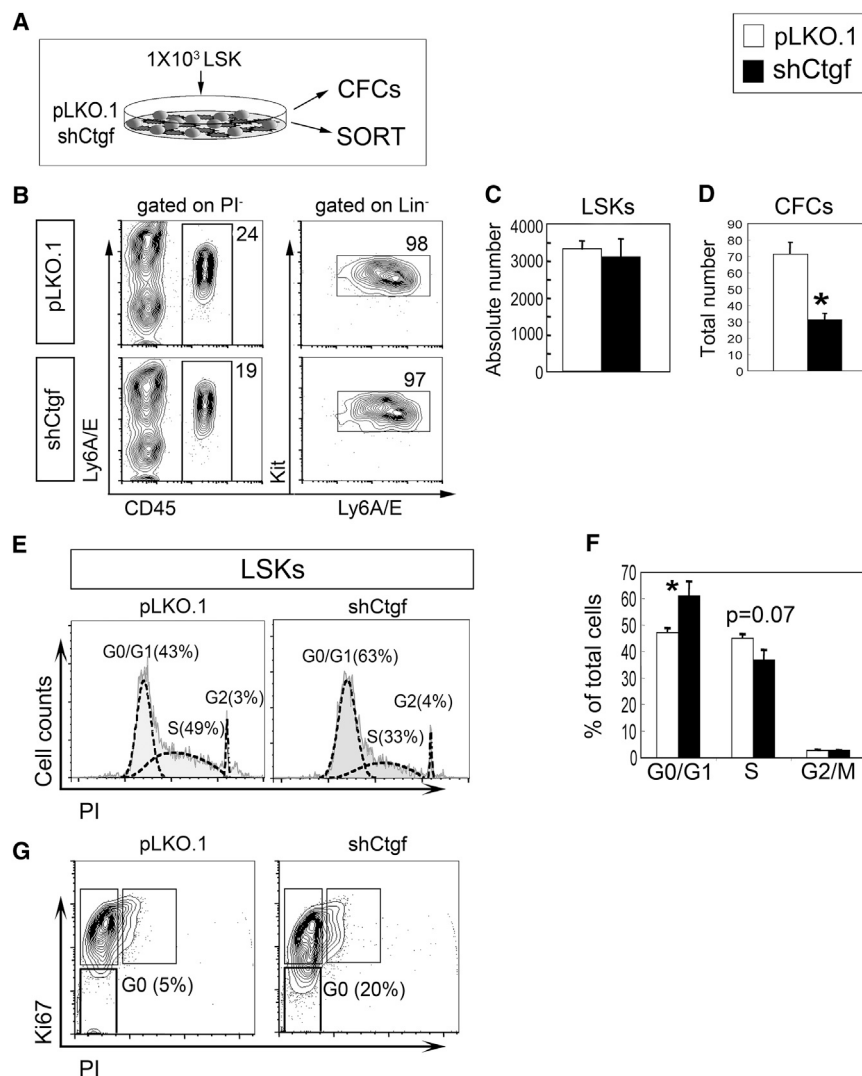 A
1X10³ LSK
pLKO.1
shCtgf
CFCs
SORT
pLKO.1
shCtgf
B
gated on PI⁻
gated on Lin⁻
pLKO.1
24
98
shCtgf
19
97
Ly6A/E
Kit
CD45
Ly6A/E
C
LSKs
Absolute number
4000
3500
3000
2000
1000
0
D
CFCs
Total number
90
80
70
60
50
40
30
20
10
0
*
E
LSKs
pLKO.1
shCtgf
G0/G1(43%)
S(49%)
G2(3%)
G0/G1(63%)
S(33%)
G2(4%)
Cell counts
PI
F
% of total cells
70
60
50
40
30
20
10
0
*
p=0.07
G0/G1
S
G2/M
G
pLKO.1
shCtgf
G0 (5%)
G0 (20%)
Ki67
PI